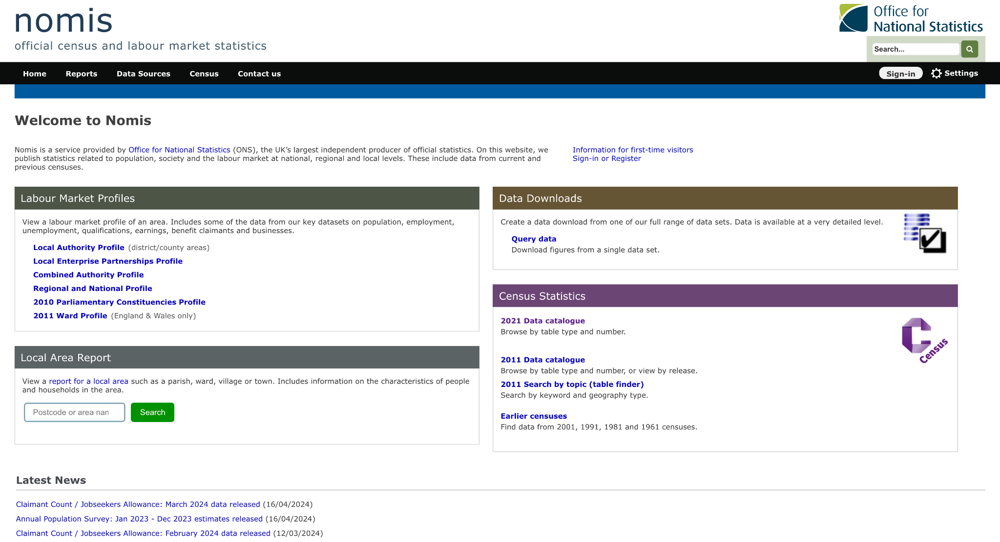 nomis
official census and labour market statistics
Office for
National Statistics
Search...
Home Reports Data Sources Census Contact us Sign-in Settings
Welcome to Nomis
Nomis is a service provided by Office for National Statistics (ONS), the UK’s largest independent producer of official statistics. On this website, we
publish statistics related to population, society and the labour market at national, regional and local levels. These include data from current and
previous censuses.
Information for first-time visitors
Sign-in or Register
Labour Market Profiles
View a labour market profile of an area. Includes some of the data from our key datasets on population, employment,
unemployment, qualifications, earnings, benefit claimants and businesses.
Local Authority Profile (district/county areas)
Local Enterprise Partnerships Profile
Combined Authority Profile
Regional and National Profile
2010 Parliamentary Constituencies Profile
2011 Ward Profile (England & Wales only)
Local Area Report
View a report for a local area such as a parish, ward, village or town. Includes information on the characteristics of people
and households in the area.
Postcode or area nan Search
Data Downloads
Create a data download from one of our full range of data sets. Data is available at a very detailed level.
Query data
Download figures from a single data set.
Census Statistics
2021 Data catalogue
Browse by table type and number.
Census
2011 Data catalogue
Browse by table type and number, or view by release.
2011 Search by topic (table finder)
Search by keyword and geography type.
Earlier censuses
Find data from 2001, 1991, 1981 and 1961 censuses.
Latest News
Claimant Count / Jobseekers Allowance: March 2024 data released (16/04/2024)
Annual Population Survey: Jan 2023 - Dec 2023 estimates released (16/04/2024)
Claimant Count / Jobseekers Allowance: February 2024 data released (12/03/2024)